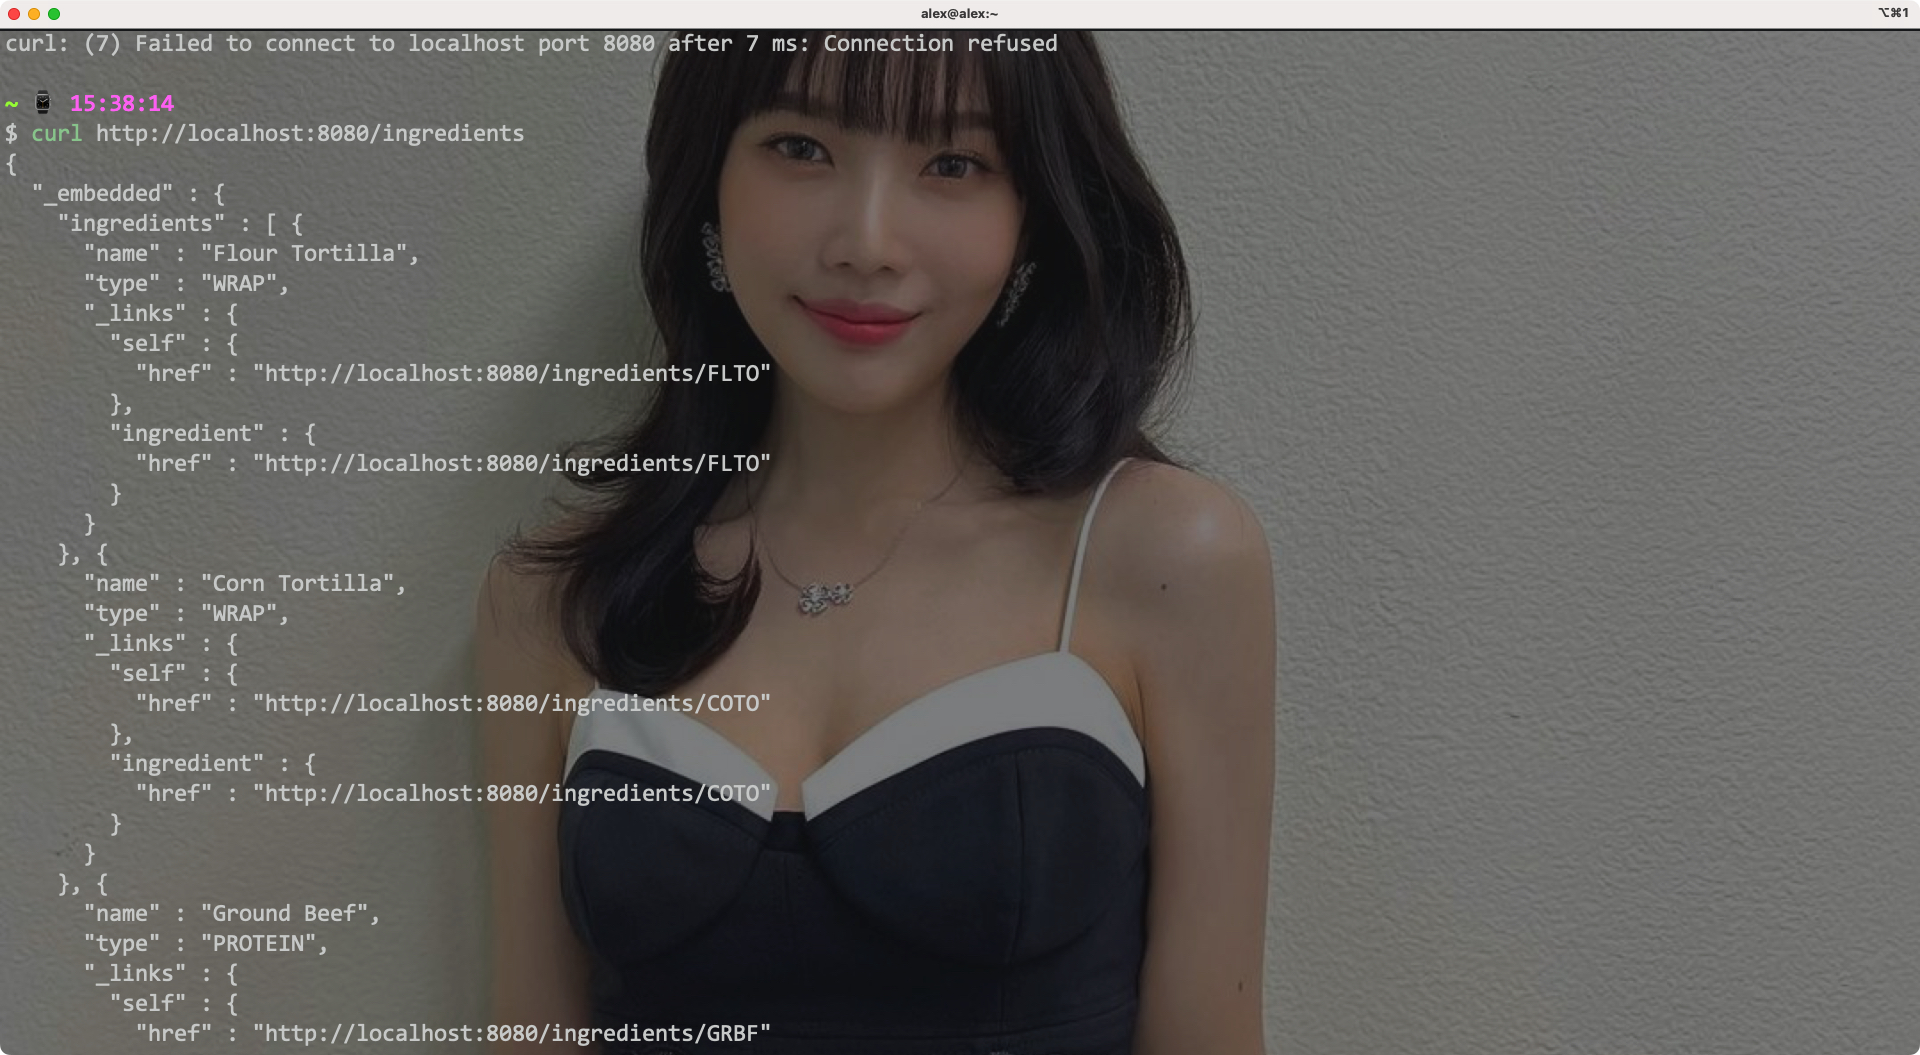 alex@alex:~
⌥⌘1
curl: (7) Failed to connect to localhost port 8080 after 7 ms: Connection refused
~ ⌚ 15:38:14
$ curl http://localhost:8080/ingredients
{
  "_embedded" : {
    "ingredients" : [ {
      "name" : "Flour Tortilla",
      "type" : "WRAP",
      "_links" : {
        "self" : {
          "href" : "http://localhost:8080/ingredients/FLTO"
        },
        "ingredient" : {
          "href" : "http://localhost:8080/ingredients/FLTO"
        }
      }
    }, {
      "name" : "Corn Tortilla",
      "type" : "WRAP",
      "_links" : {
        "self" : {
          "href" : "http://localhost:8080/ingredients/COTO"
        },
        "ingredient" : {
          "href" : "http://localhost:8080/ingredients/COTO"
        }
      }
    }, {
      "name" : "Ground Beef",
      "type" : "PROTEIN",
      "_links" : {
        "self" : {
          "href" : "http://localhost:8080/ingredients/GRBF"